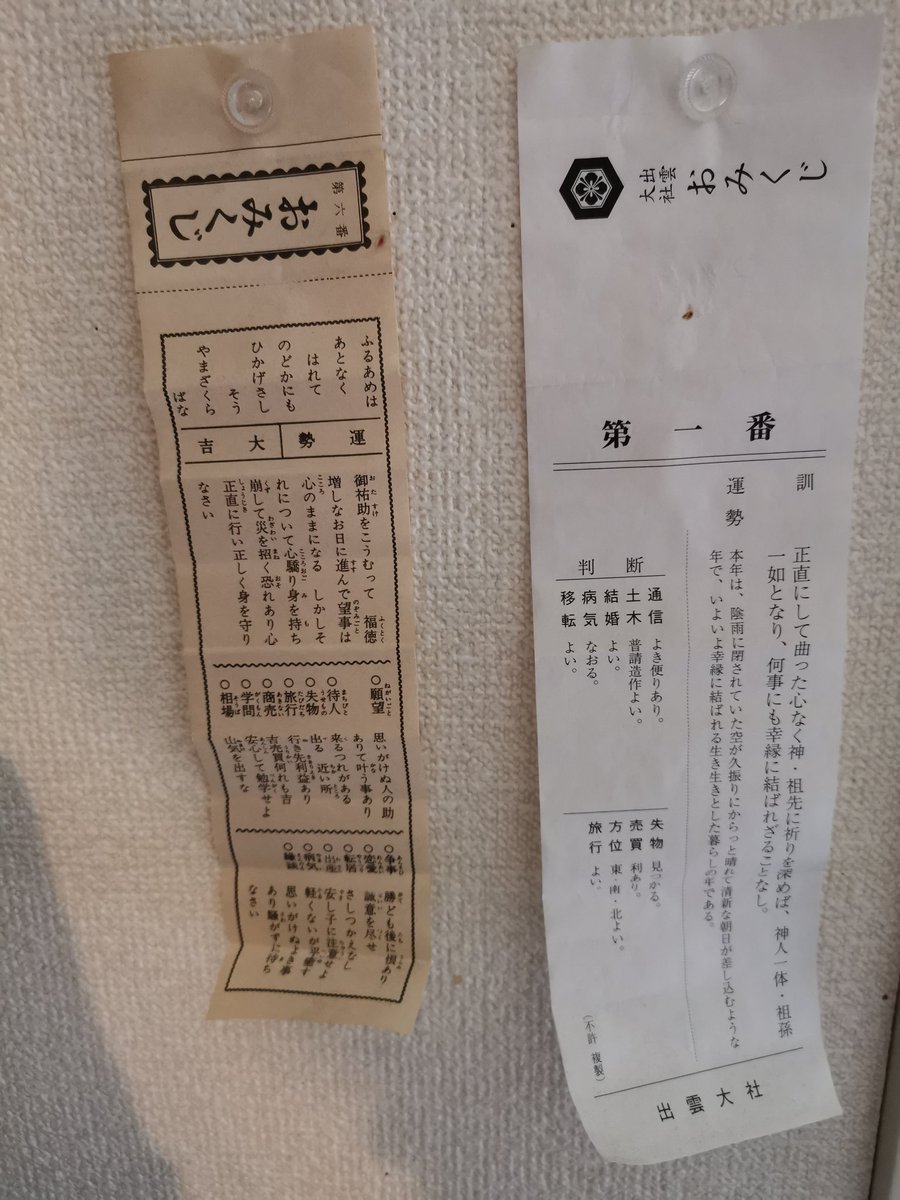 第六番
おみくじ
ふるあめは
あとなく
はれて
のどかにも
ひかげさし
そう
やまざくら
ばな
運勢
大吉
御祐助をこうむって 福徳
増しなお日に進んで望事は
心のままになる しかしそ
れについて心驕り身を持ち
崩して災を招く恐れあり心
正直に行い正しく身を守り
なさい
○願望 思いがけぬ人の助ありて叶う事あり
○待人 来るつれがある
○失物 出る 近い所
○旅行 行き先利益あり
○商売 吉売買何れも吉
○学問 安心して勉学せよ
○相場 山気を出すな
○争事 勝ども後に恨あり
○恋愛 誠意を尽せ
○転居 さしつかえなし
○出産 安し子に注意せよ
○病気 軽くないが平癒す
○縁談 思いがけぬよき事あり騒がずに待ちなさい
出雲大社
おみくじ
第一番
訓
正直にして曲った心なく神・祖先に祈りを深めば、神人一体・祖孫
一如となり、何事にも幸縁に結ばれざることなし。
運勢
本年は、陰雨に閉されていた空が久振りにからっと晴れて清新な朝日が差し込むような
年で、いよいよ幸縁に結ばれる生き生きとした暮らしの年である。
判断
通信 よき便りあり。
土木 普請造作よい。
結婚 よい。
病気 なおる。
移転 よい。
失物 見つかる。
売買 利あり。
方位 東・南・北よい。
旅行 よい。
(不許複製)
出雲大社